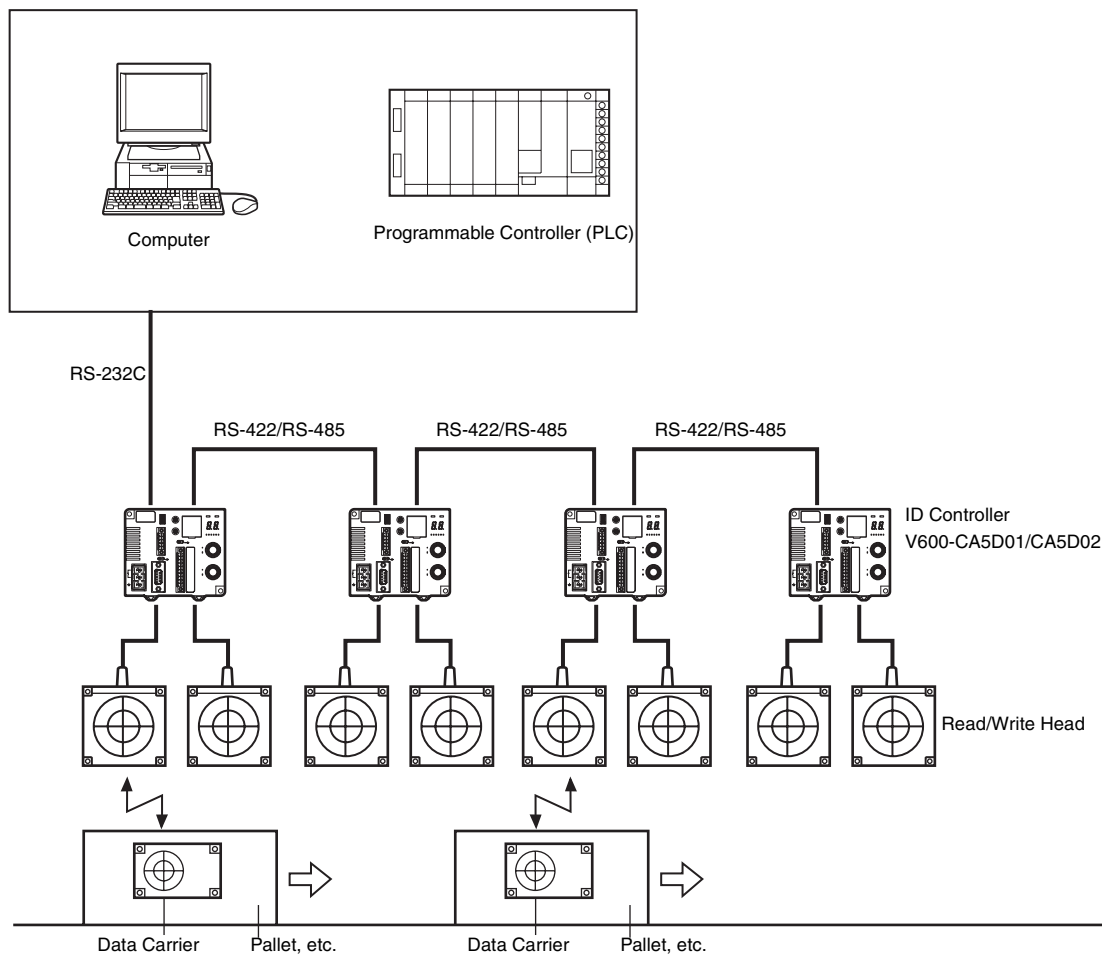 Computer
Programmable Controller (PLC)
RS-232C
RS-422/RS-485
RS-422/RS-485
RS-422/RS-485
ID Controller
V600-CA5D01/CA5D02
Read/Write Head
Data Carrier
Pallet, etc.
Data Carrier
Pallet, etc.